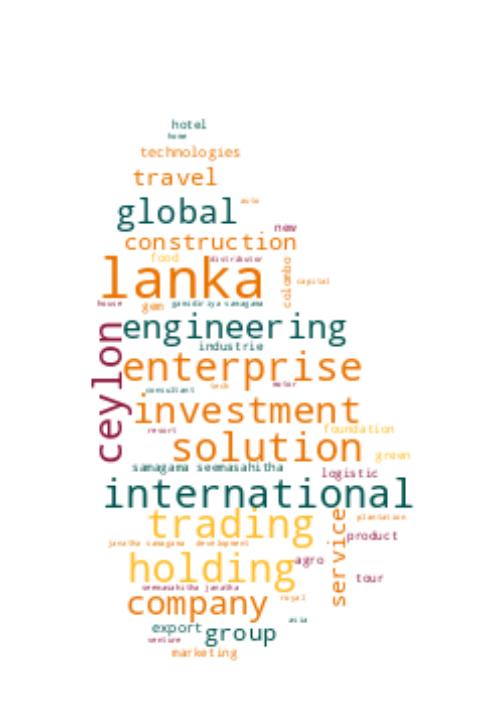 hotel
home
technologies
travel
auto
global
new
construction
food
distributor
colombo
lanka
capital
house
gem
gamidiriya samagama
ceylon
engineering
industrie
enterprise
tech
motor
consultant
investment
resort
foundation
solution
green
samagama seemasahitha
logistic
international
trading
service
plantation
product
janatha samagama
development
holding
agro
tour
seemasahitha janatha
royal
company
asia
export
group
venture
marketing